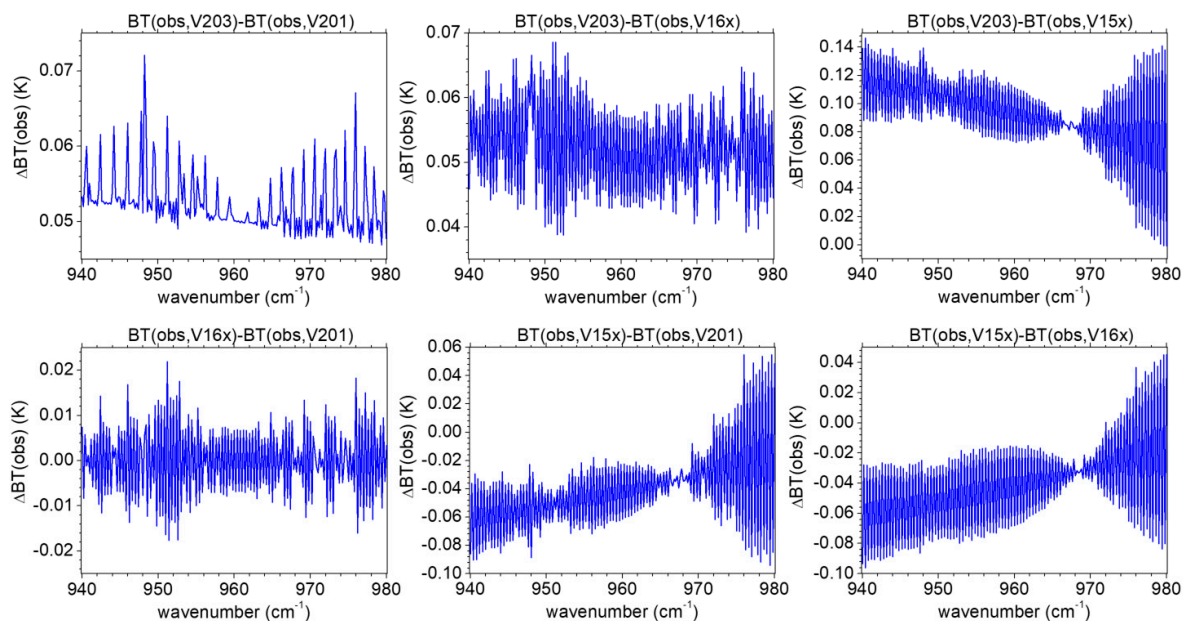 BT(obs,V203)-BT(obs,V201)
ΔBT(obs) (K)
0.07
0.06
0.05
940 950 960 970 980
wavenumber (cm⁻¹)
BT(obs,V203)-BT(obs,V16x)
ΔBT(obs) (K)
0.07
0.06
0.05
0.04
940 950 960 970 980
wavenumber (cm⁻¹)
BT(obs,V203)-BT(obs,V15x)
ΔBT(obs) (K)
0.14
0.12
0.10
0.08
0.06
0.04
0.02
0.00
940 950 960 970 980
wavenumber (cm⁻¹)
BT(obs,V16x)-BT(obs,V201)
ΔBT(obs) (K)
0.02
0.01
0.00
-0.01
-0.02
940 950 960 970 980
wavenumber (cm⁻¹)
BT(obs,V15x)-BT(obs,V201)
ΔBT(obs) (K)
0.06
0.04
0.02
0.00
-0.02
-0.04
-0.06
-0.08
-0.10
940 950 960 970 980
wavenumber (cm⁻¹)
BT(obs,V15x)-BT(obs,V16x)
ΔBT(obs) (K)
0.04
0.02
0.00
-0.02
-0.04
-0.06
-0.08
-0.10
940 950 960 970 980
wavenumber (cm⁻¹)